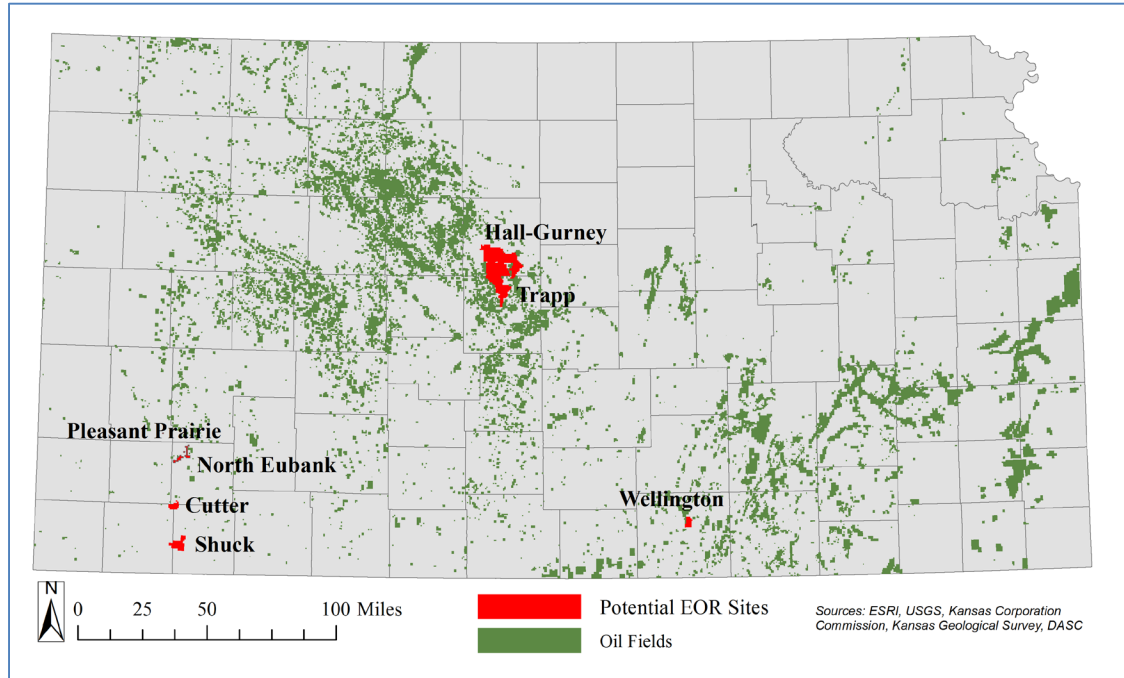 Hall-Gurney
Trapp
Pleasant Prairie
North Eubank
Cutter
Shuck
Wellington
N
0 25 50 100 Miles
Potential EOR Sites
Oil Fields
Sources: ESRI, USGS, Kansas Corporation
Commission, Kansas Geological Survey, DASC